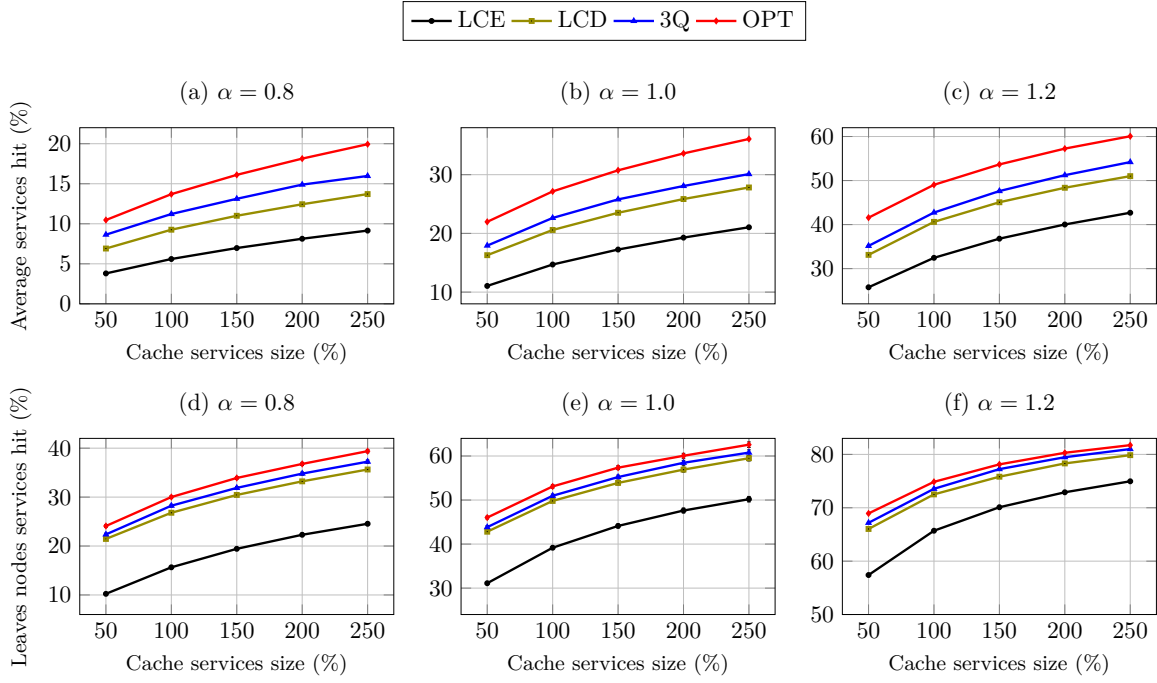 LCE LCD 3Q OPT
(a) α = 0.8
(b) α = 1.0
(c) α = 1.2
Average services hit (%)
0 5 10 15 20
50 100 150 200 250
Cache services size (%)
10 20 30
50 100 150 200 250
Cache services size (%)
30 40 50 60
50 100 150 200 250
Cache services size (%)
(d) α = 0.8
(e) α = 1.0
(f) α = 1.2
Leaves nodes services hit (%)
10 20 30 40
50 100 150 200 250
Cache services size (%)
30 40 50 60
50 100 150 200 250
Cache services size (%)
50 60 70 80
50 100 150 200 250
Cache services size (%)